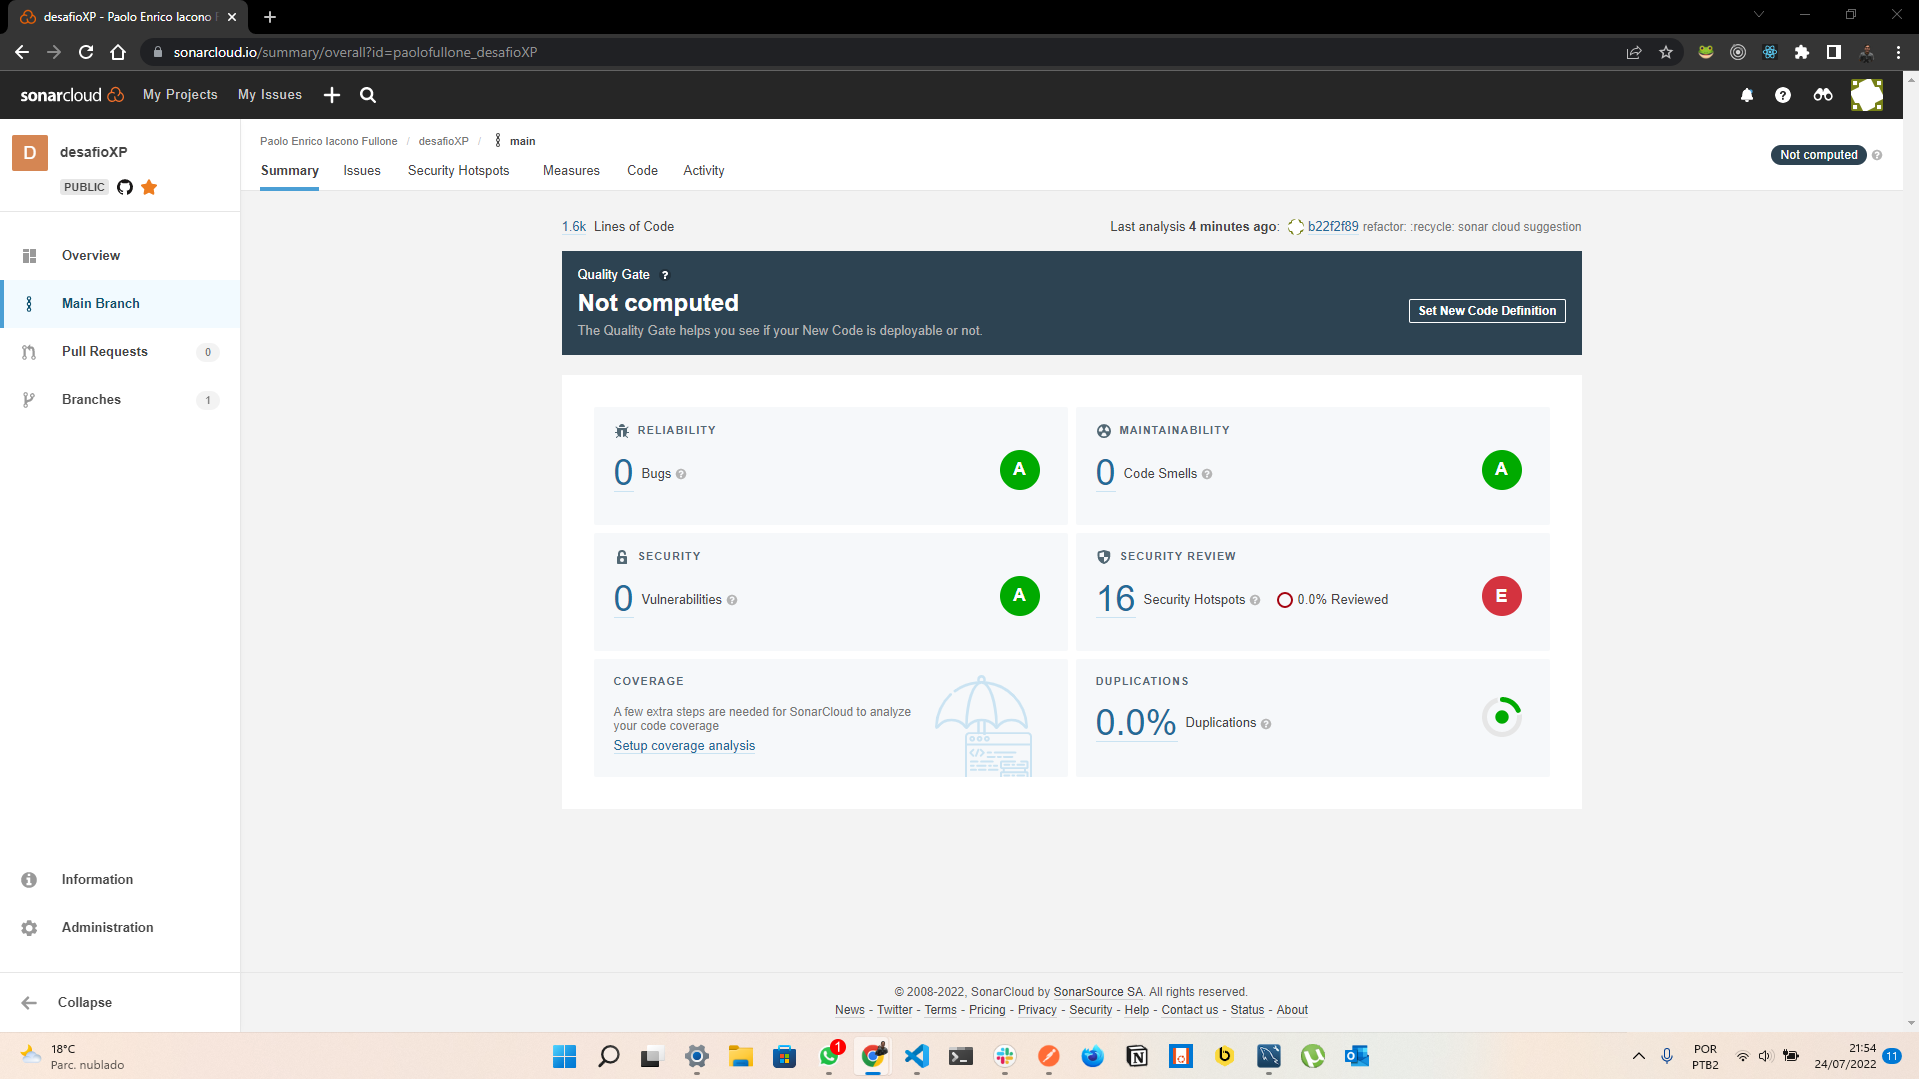 desafioXP - Paolo Enrico Iacono F
sonarcloud.io/summary/overall?id=paolofullone_desafioXP
sonarcloud My Projects My Issues
D desafioXP
PUBLIC
Paolo Enrico Iacono Fullone / desafioXP / main
Not computed
Summary Issues Security Hotspots Measures Code Activity
Overview
Main Branch
Pull Requests 0
Branches 1
1.6k Lines of Code
Last analysis 4 minutes ago: b22f2f89 refactor: :recycle: sonar cloud suggestion
Quality Gate ?
Not computed
The Quality Gate helps you see if your New Code is deployable or not.
Set New Code Definition
RELIABILITY
0 Bugs A
MAINTAINABILITY
0 Code Smells A
SECURITY
0 Vulnerabilities A
SECURITY REVIEW
16 Security Hotspots 0.0% Reviewed E
COVERAGE
A few extra steps are needed for SonarCloud to analyze
your code coverage
Setup coverage analysis
DUPLICATIONS
0.0% Duplications
Information
Administration
Collapse
© 2008-2022, SonarCloud by SonarSource SA. All rights reserved.
News - Twitter - Terms - Pricing - Privacy - Security - Help - Contact us - Status - About
18°C
Parc. nublado
1
POR
PTB2
21:54
24/07/2022
11